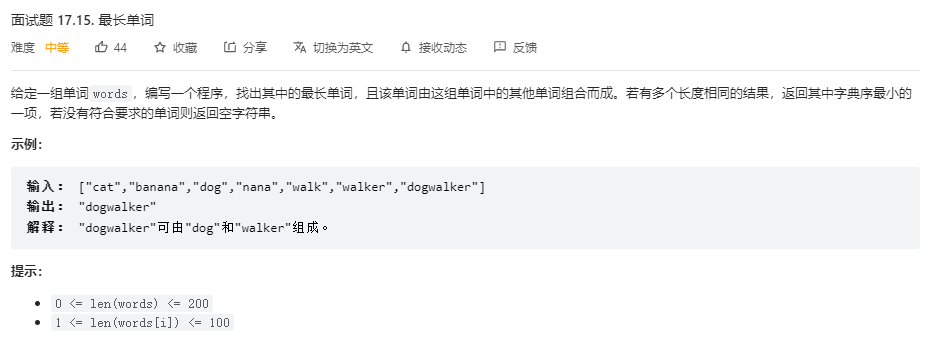 面试题 17.15. 最长单词
难度 中等 44 收藏 分享 切换为英文 接收动态 反馈
给定一组单词 words，编写一个程序，找出其中的最长单词，且该单词由这组单词中的其他单词组合而成。若有多个长度相同的结果，返回其中字典序最小的
一项，若没有符合要求的单词则返回空字符串。
示例：
输入： ["cat","banana","dog","nana","walk","walker","dogwalker"]
输出： "dogwalker"
解释： "dogwalker"可由"dog"和"walker"组成。
提示：
• 0 <= len(words) <= 200
• 1 <= len(words[i]) <= 100